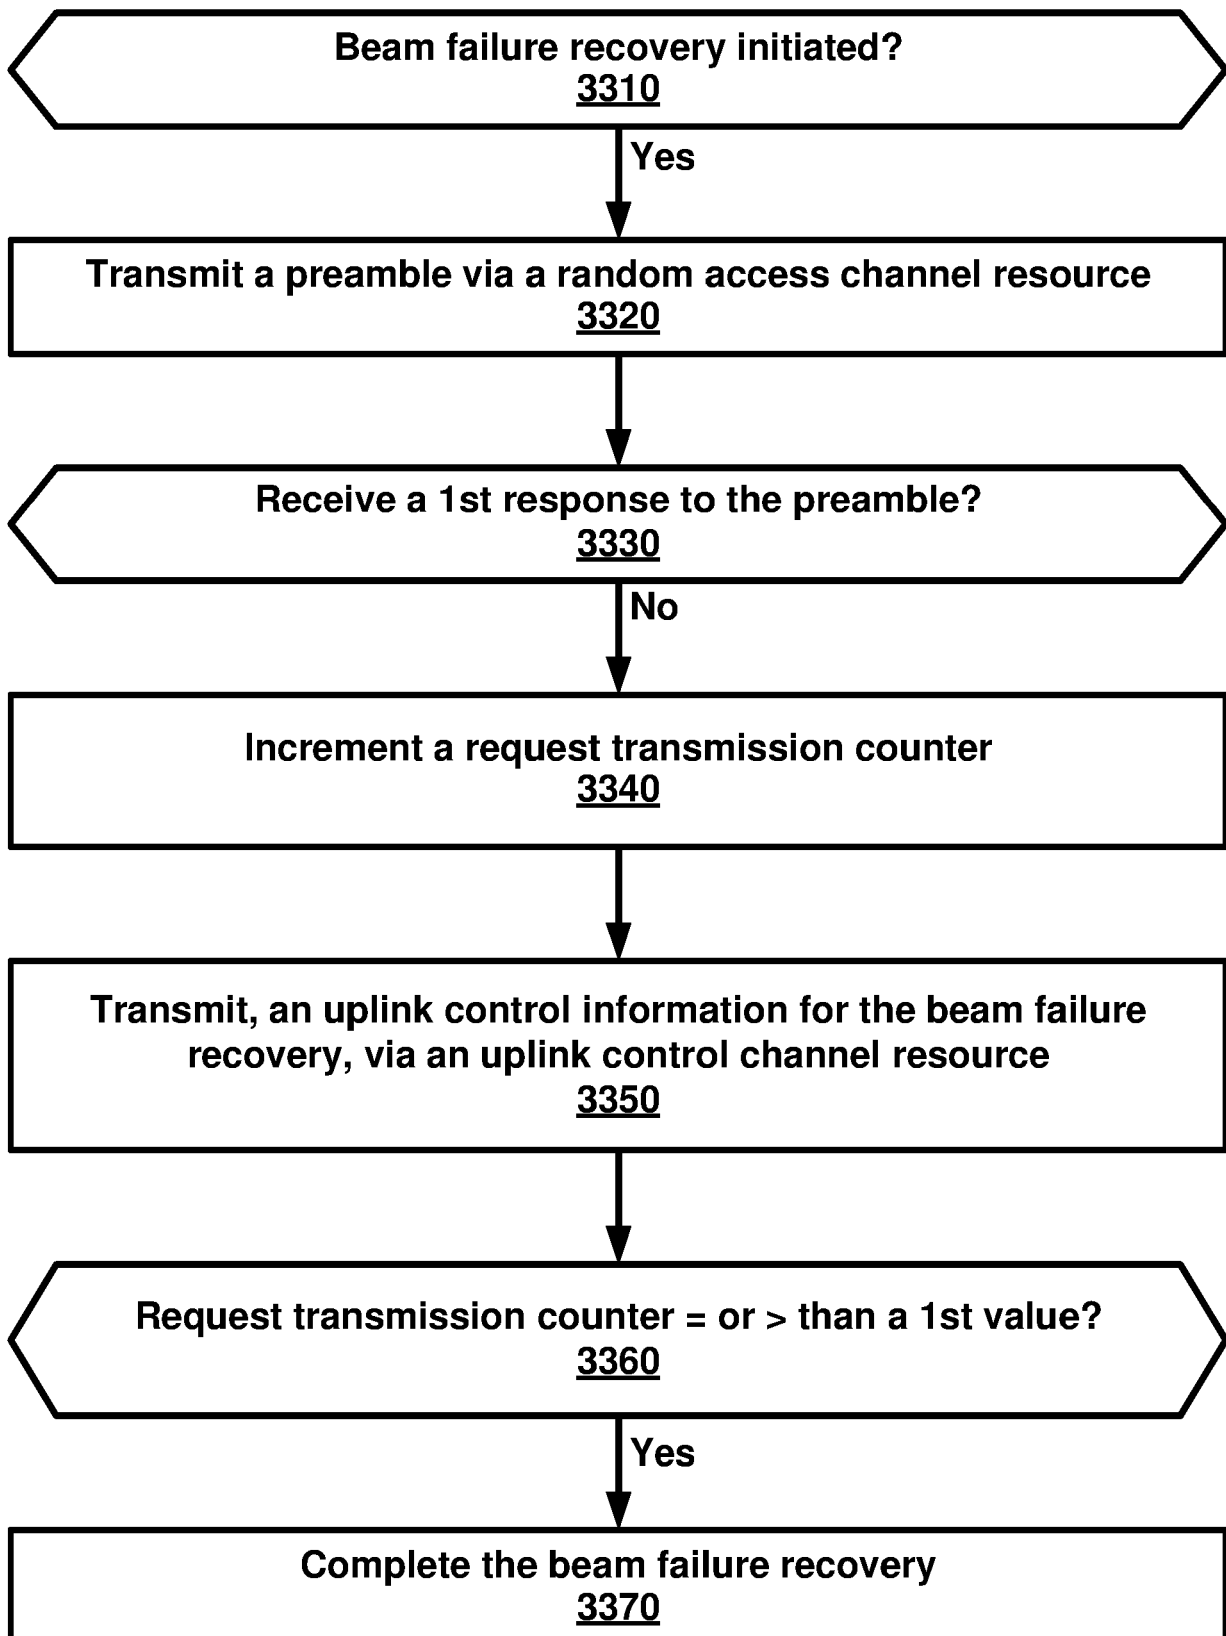 Beam failure recovery initiated?
3310
Yes
Transmit a preamble via a random access channel resource
3320
Receive a 1st response to the preamble?
3330
No
Increment a request transmission counter
3340
Transmit, an uplink control information for the beam failure
recovery, via an uplink control channel resource
3350
Request transmission counter = or > than a 1st value?
3360
Yes
Complete the beam failure recovery
3370